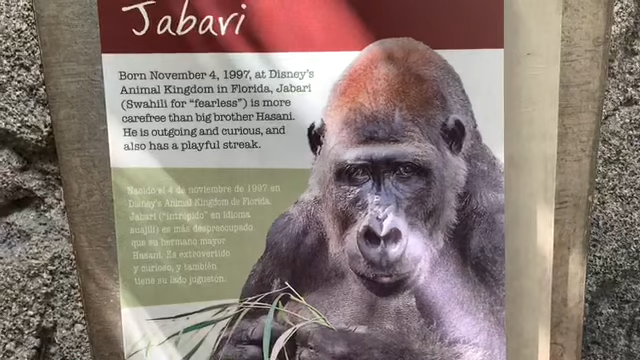 Jabari
Born November 4, 1997, at Disney's
Animal Kingdom in Florida, Jabari
(Swahili for "fearless") is more
carefree than big brother Hasani.
He is outgoing and curious, and
also has a playful streak.
Nacido el 4 de noviembre de 1997 en
Disney's Animal Kingdom de Florida,
Jabari ("intrépido" en idioma
suajili) es más despreocupado
que su hermano mayor
Hasani. Es extrovertido
y curioso, y también
tiene su lado juguetón.